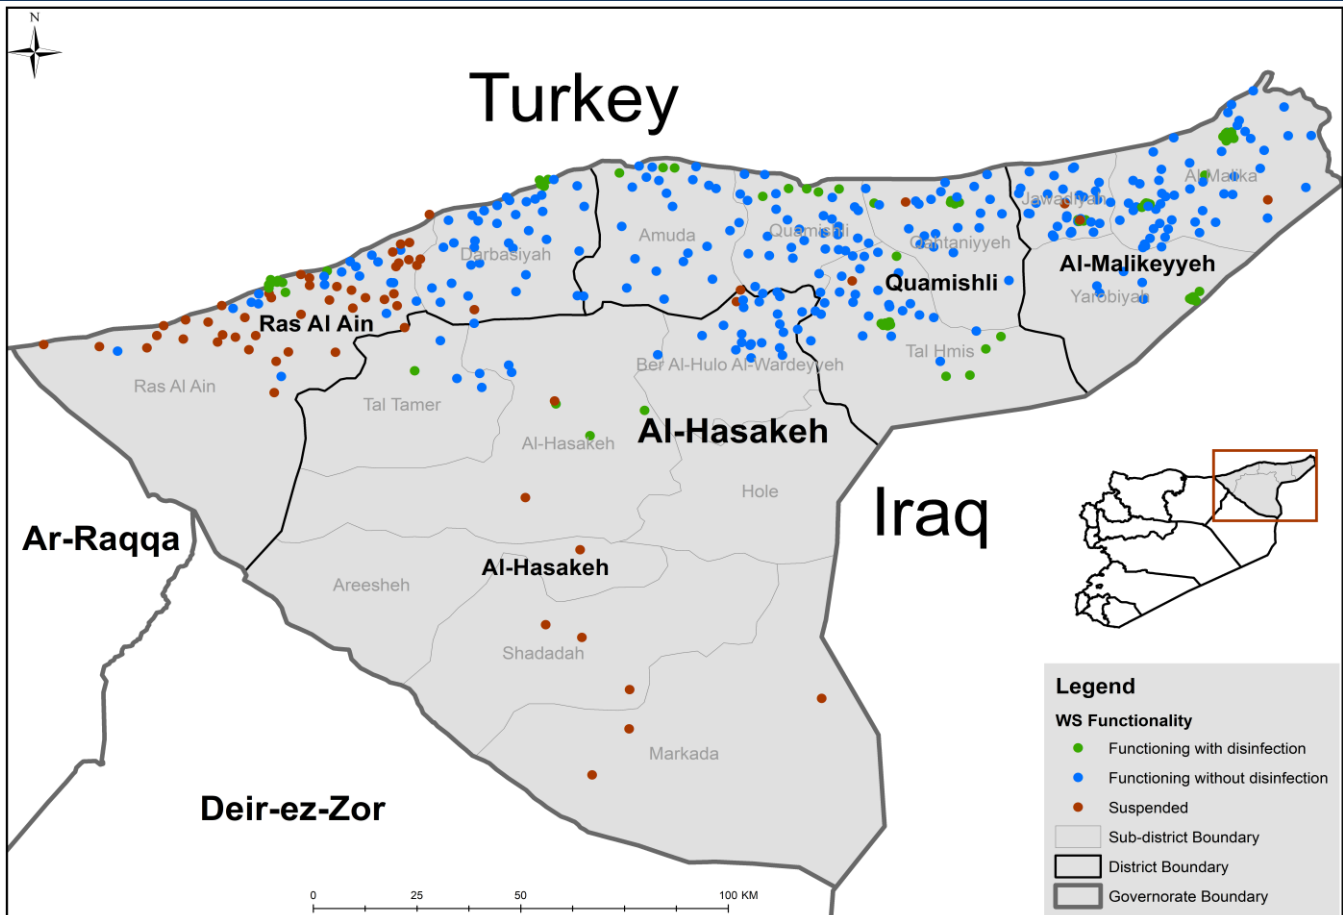 N
Turkey
Al-Malika
Jawadiyah
Quamishli
Amuda
Qahtaniyyeh
Darbasiyah
Al-Malikeyyeh
Quamishli
Yarobiyah
Ras Al Ain
Tal Hmis
Ber Al-Hulo Al-Wardeyyeh
Ras Al Ain
Tal Tamer
Al-Hasakeh
Al-Hasakeh
Hole
Iraq
Ar-Raqqa
Al-Hasakeh
Areesheh
Shadadah
Markada
Deir-ez-Zor
Legend
WS Functionality
Functioning with disinfection
Functioning without disinfection
Suspended
Sub-district Boundary
District Boundary
Governorate Boundary
0 25 50 100 KM